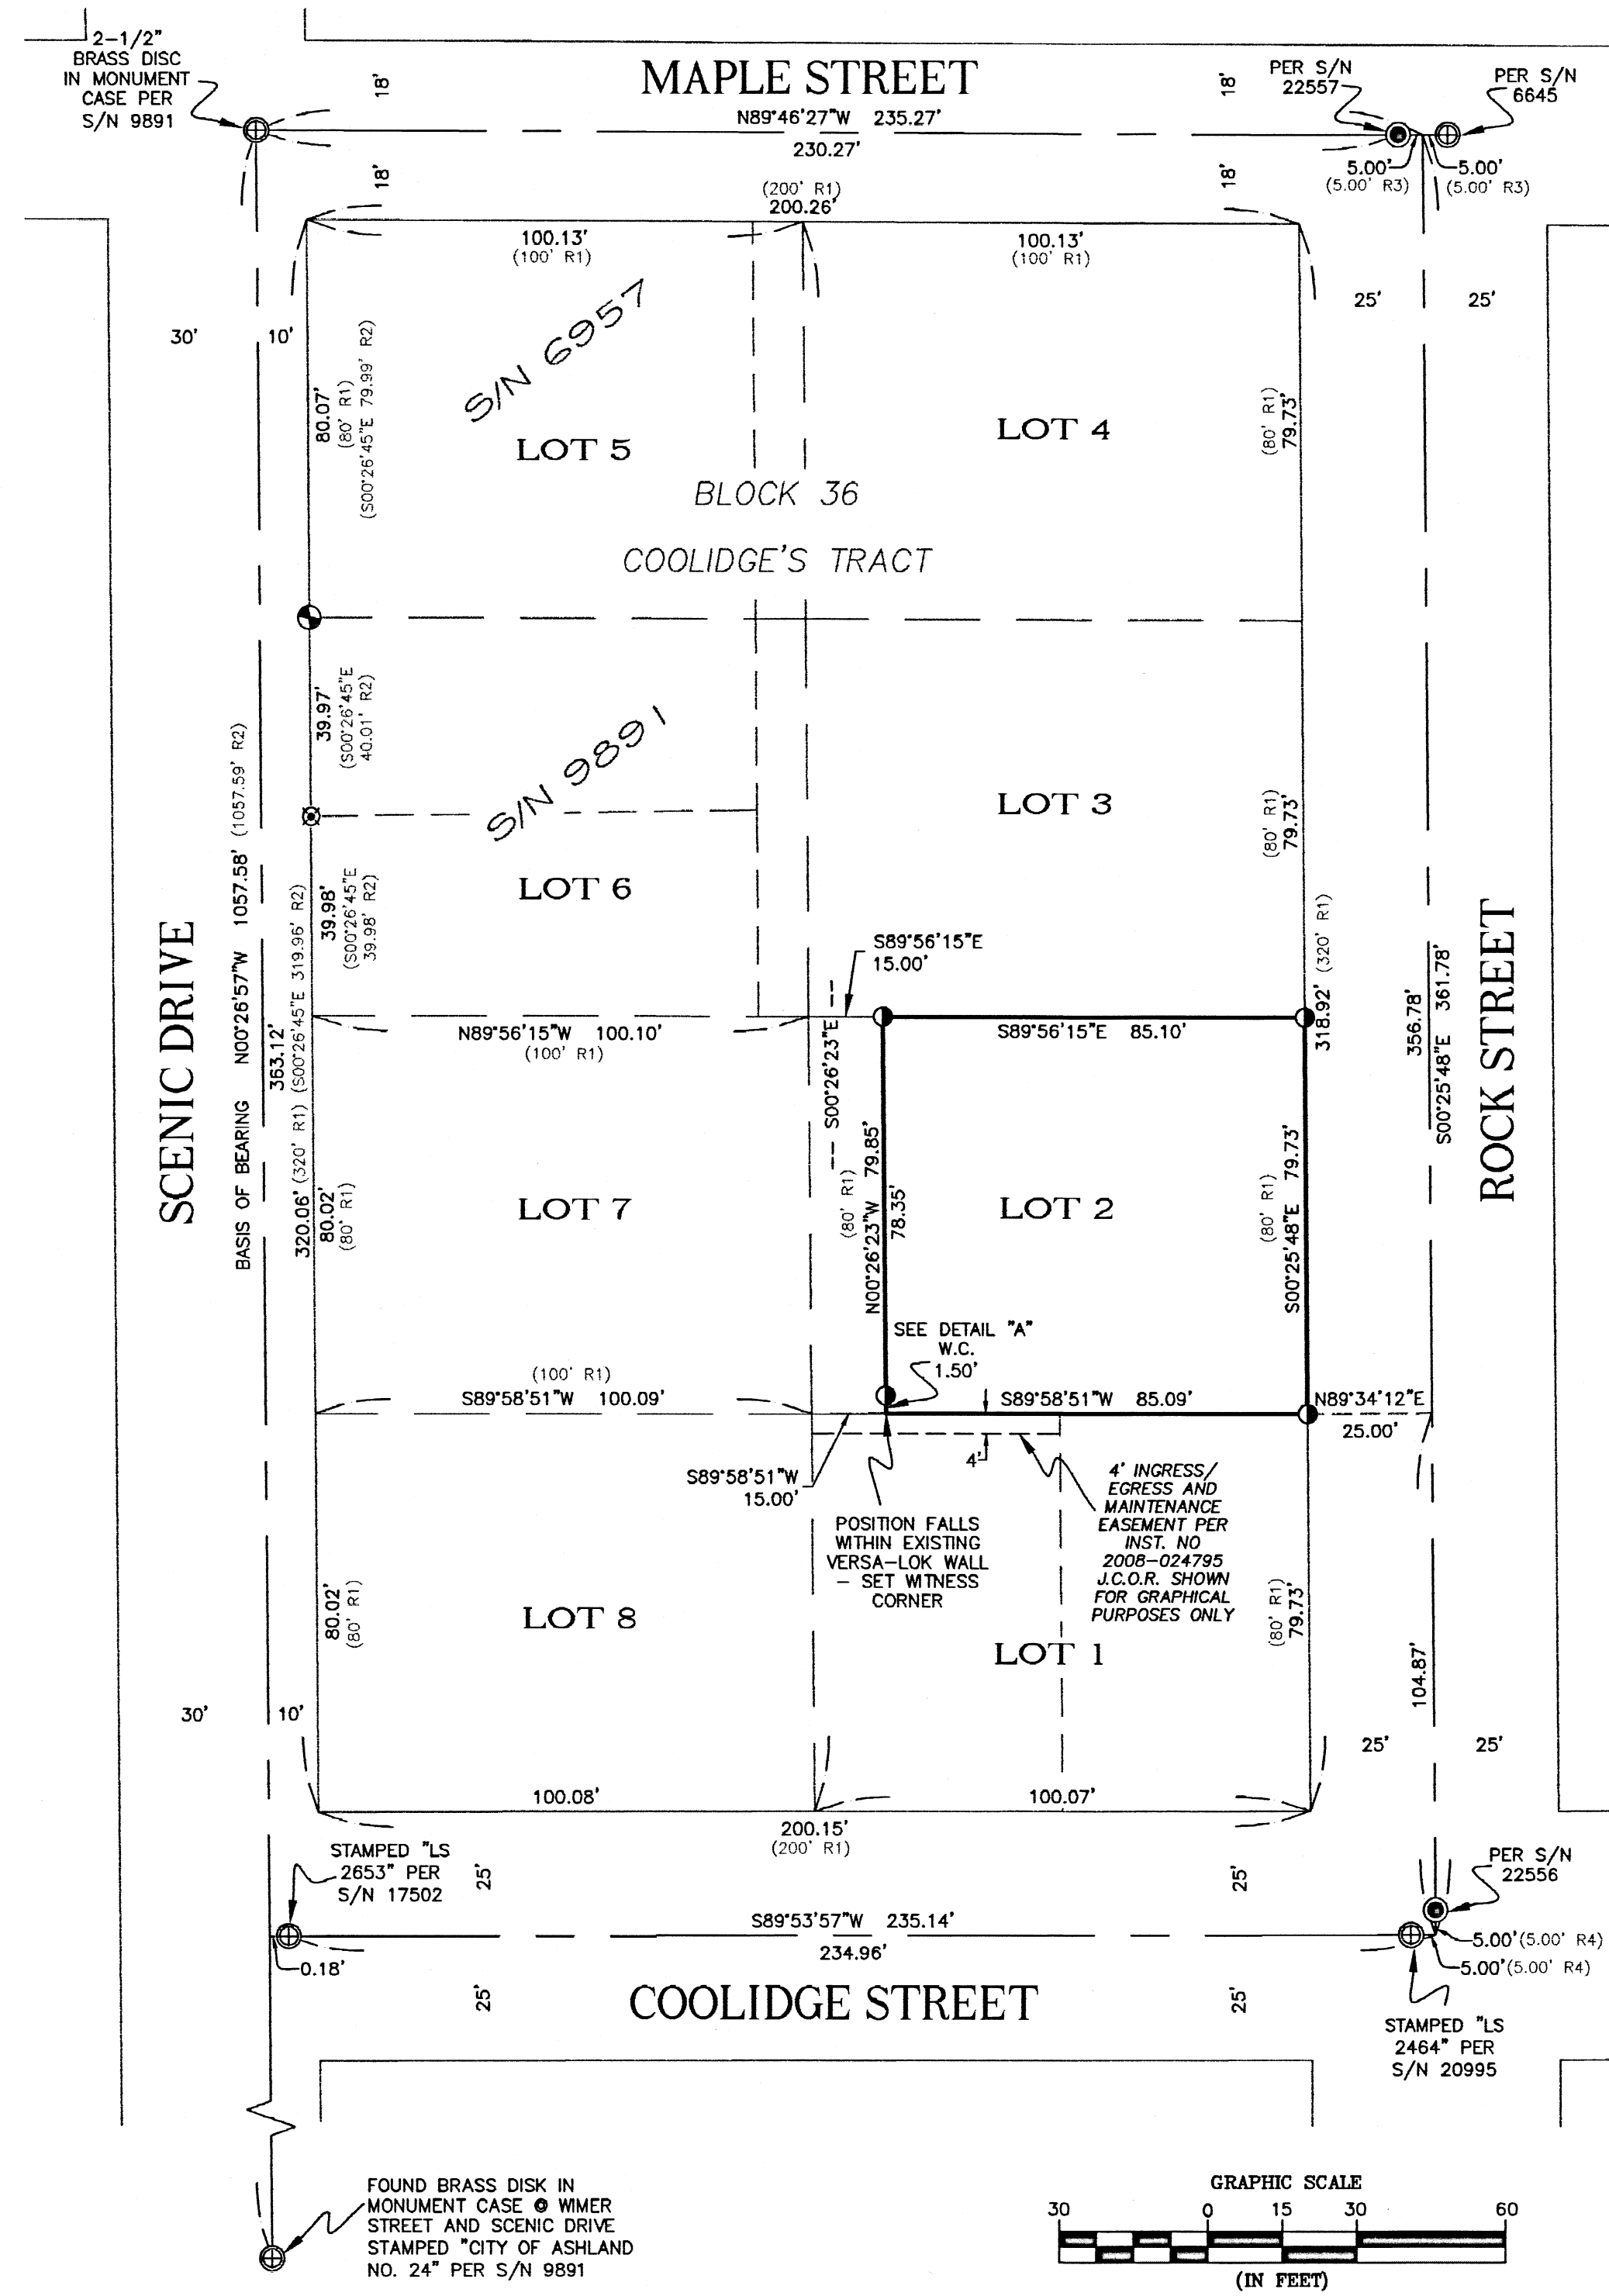 2-1/2"
BRASS DISC
IN MONUMENT
CASE PER
S/N 9891
18'
MAPLE STREET
18'
PER S/N
22557
PER S/N
6645
N89°46'27"W 235.27'
230.27'
18'
18'
5.00'
(5.00' R3)
5.00'
(5.00' R3)
(200' R1)
200.26'
100.13'
(100' R1)
100.13'
(100' R1)
30'
10'
25'
25'
80.07'
(80' R1)
(S00°26'45"E 79.99' R2)
S/N 6957
LOT 5
LOT 4
(80' R1)
79.73'
BLOCK 36
COOLIDGE'S TRACT
39.97'
(S00°26'45"E
40.01' R2)
S/N 9891
LOT 3
(80' R1)
79.73'
LOT 6
39.98'
(S00°26'45"E
39.98' R2)
SCENIC DRIVE
BASIS OF BEARING N00°26'57"W 1057.58' (1057.59' R2)
363.12'
320.06' (320' R1) (S00°26'45"E 319.96' R2)
S89°56'15"E
15.00'
318.92' (320' R1)
356.78'
S00°25'48"E 361.78'
ROCK STREET
N89°56'15"W 100.10'
(100' R1)
S00°26'23"E
S89°56'15"E 85.10'
80.02'
(80' R1)
LOT 7
(80' R1)
N00°26'23"W 79.85'
78.35'
LOT 2
(80' R1)
S00°25'48"E 79.73'
SEE DETAIL "A"
W.C.
1.50'
(100' R1)
S89°58'51"W 100.09'
S89°58'51"W 85.09'
N89°34'12"E
25.00'
4'
S89°58'51"W
15.00'
POSITION FALLS
WITHIN EXISTING
VERSA-LOK WALL
- SET WITNESS
CORNER
4' INGRESS/
EGRESS AND
MAINTENANCE
EASEMENT PER
INST. NO
2008-024795
J.C.O.R. SHOWN
FOR GRAPHICAL
PURPOSES ONLY
80.02'
(80' R1)
LOT 8
LOT 1
(80' R1)
79.73'
104.87'
30'
10'
25'
25'
100.08'
100.07'
200.15'
(200' R1)
STAMPED "LS
2653" PER
S/N 17502
25'
25'
PER S/N
22556
S89°53'57"W 235.14'
234.96'
0.18'
5.00'(5.00' R4)
5.00'(5.00' R4)
25'
COOLIDGE STREET
25'
STAMPED "LS
2464" PER
S/N 20995
FOUND BRASS DISK IN
MONUMENT CASE @ WIMER
STREET AND SCENIC DRIVE
STAMPED "CITY OF ASHLAND
NO. 24" PER S/N 9891
GRAPHIC SCALE
30 0 15 30 60
(IN FEET)